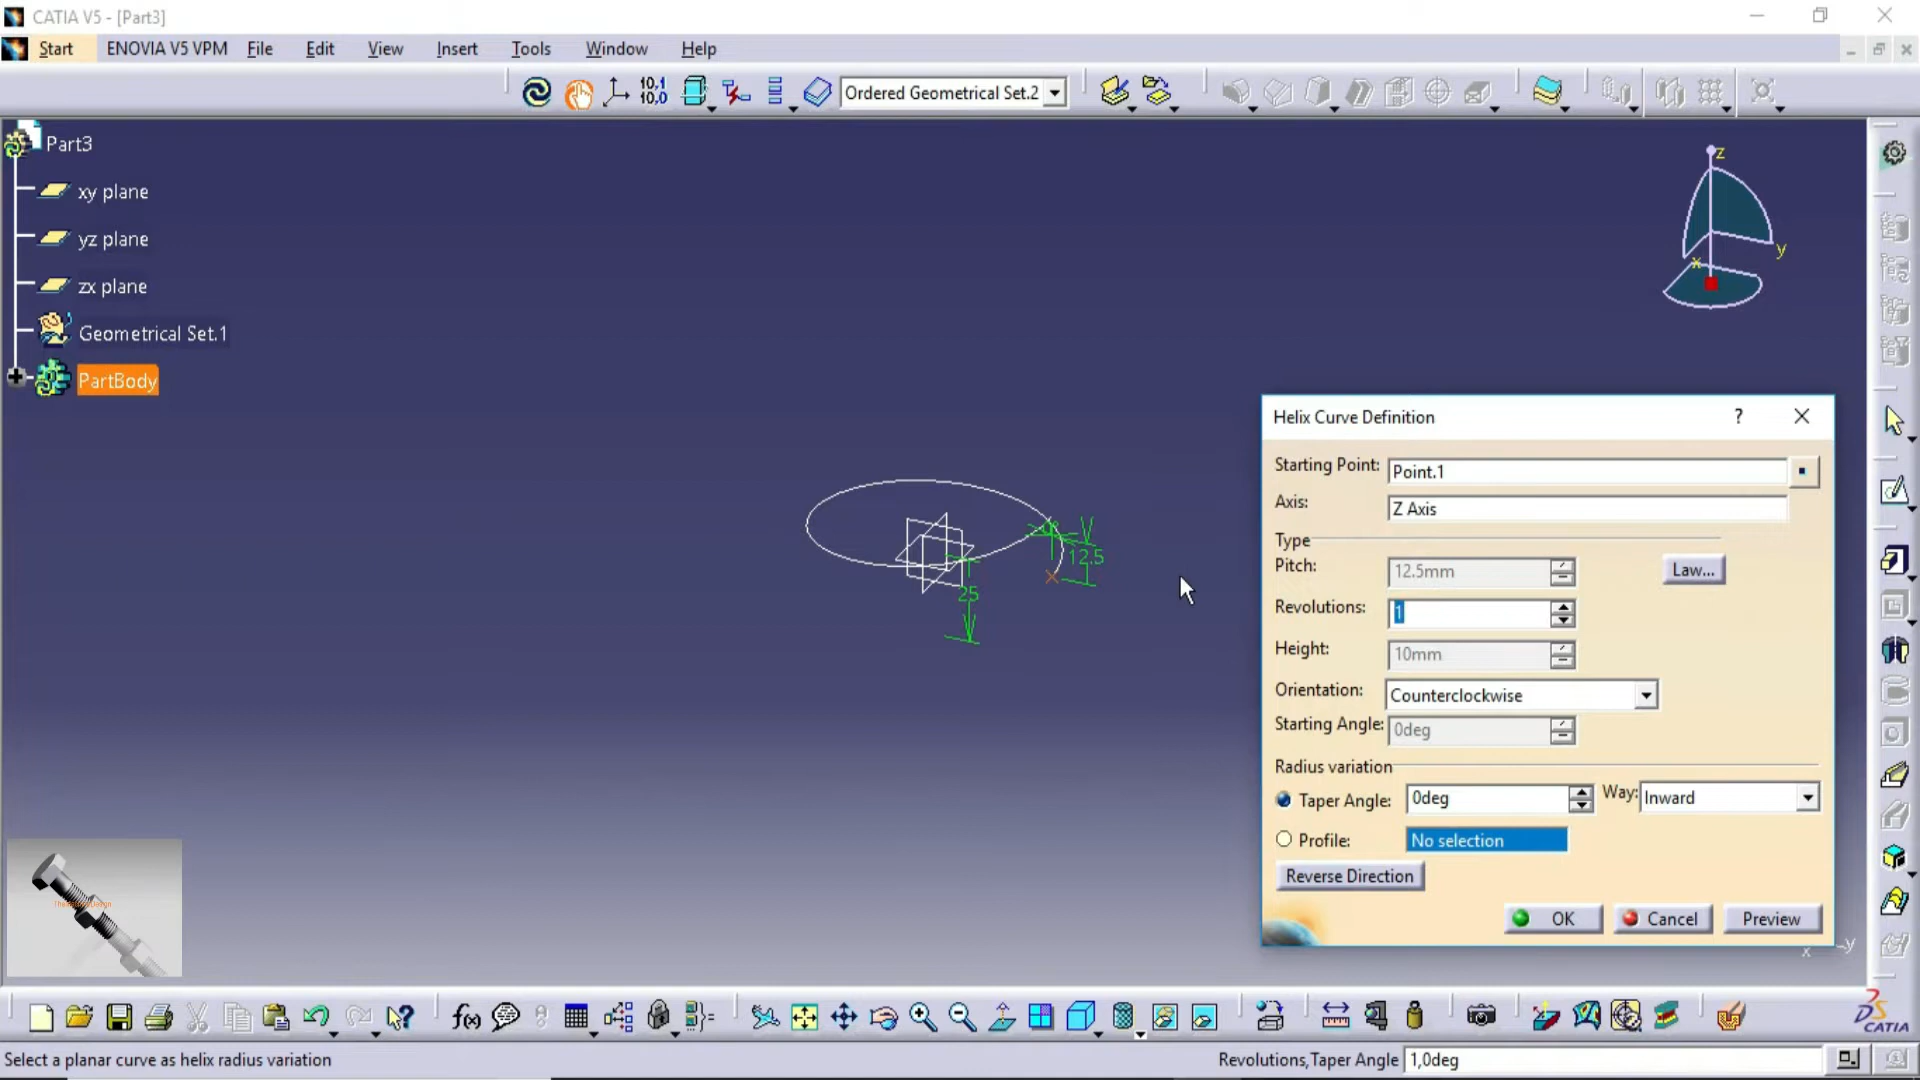 CATIA V5 - [Part3]
Start ENOVIA V5 VPM File Edit View Insert Tools Window Help
10,1
10,0
Ordered Geometrical Set.2
Part3
xy plane
yz plane
zx plane
Geometrical Set.1
PartBody
z
y
x
V
12.5
25
Helix Curve Definition ?
Starting Point: Point.1
Axis: Z Axis
Type
Pitch: 12.5mm Law...
Revolutions: 1
Height: 10mm
Orientation: Counterclockwise
Starting Angle: 0deg
Radius variation
Taper Angle: 0deg Way: Inward
Profile: No selection
Reverse Direction
OK Cancel Preview
x y
f(x)
CATIA
Select a planar curve as helix radius variation
Revolutions,Taper Angle 1,0deg